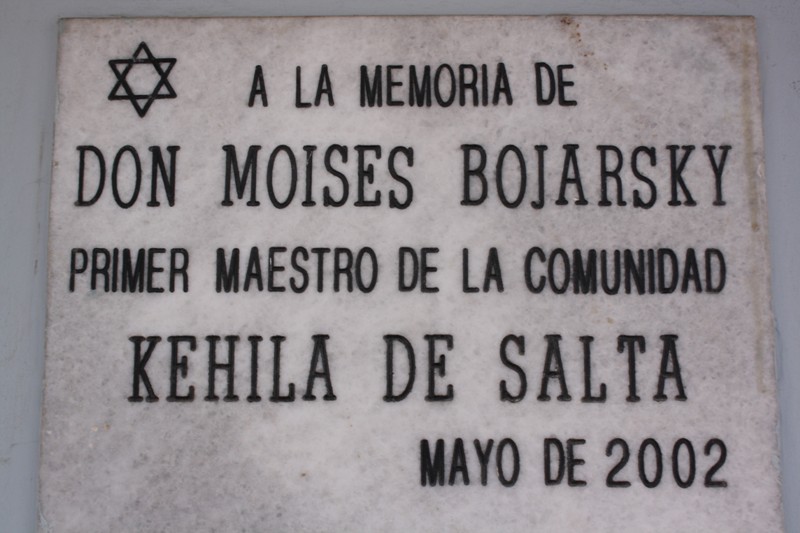 A LA MEMORIA DE
DON MOISES BOJARSKY
PRIMER MAESTRO DE LA COMUNIDAD
KEHILA DE SALTA
MAYO DE 2002